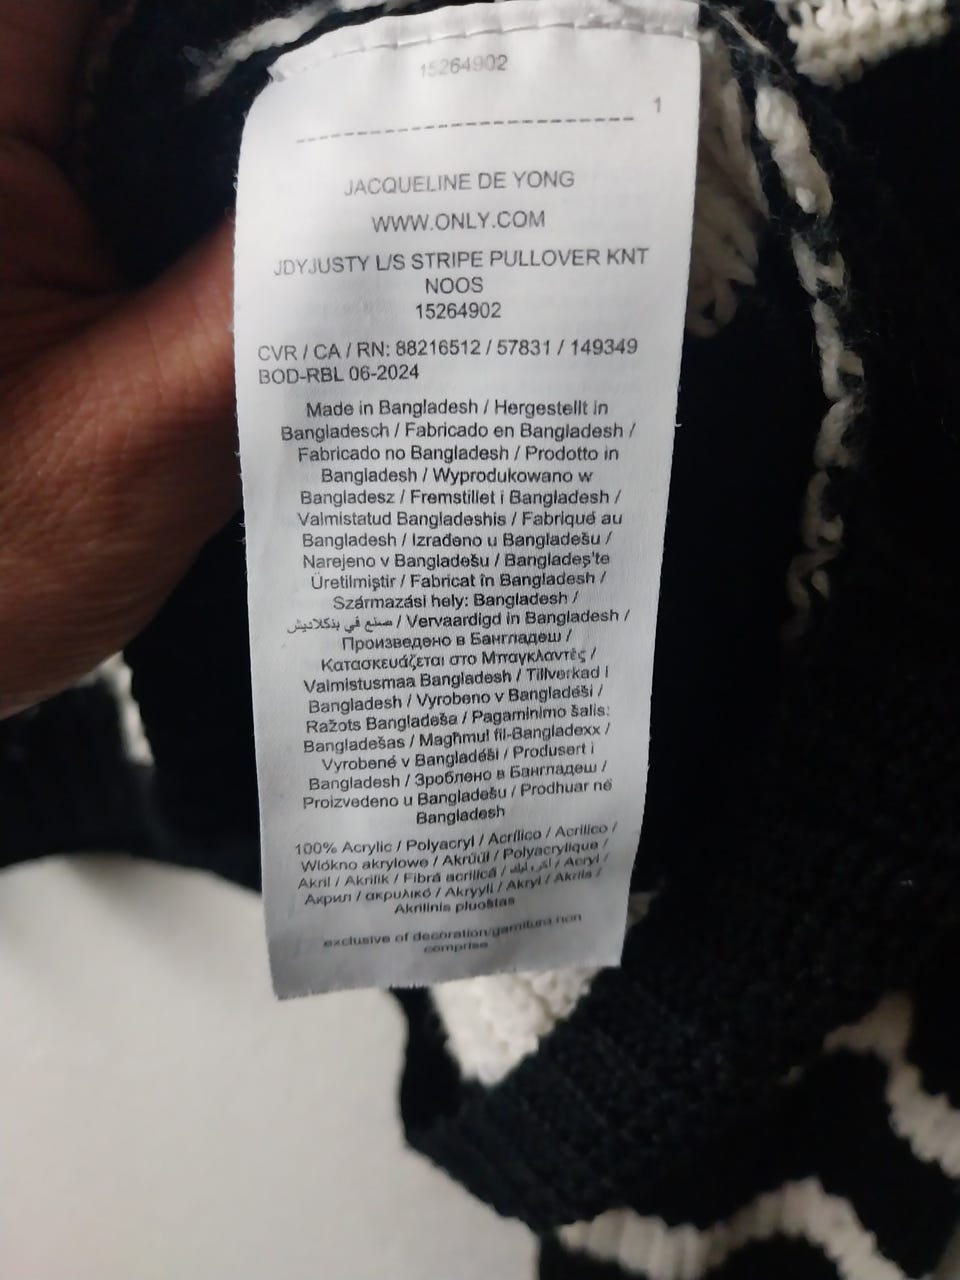 15264902
1
JACQUELINE DE YONG
WWW.ONLY.COM
JDYJUSTY L/S STRIPE PULLOVER KNT
NOOS
15264902
CVR / CA / RN: 88216512 / 57831 / 149349
BOD-RBL 06-2024
Made in Bangladesh / Hergestellt in
Bangladesch / Fabricado en Bangladesh /
Fabricado no Bangladesh / Prodotto in
Bangladesh / Wyprodukowano w
Bangladesz / Fremstillet i Bangladesh /
Valmistatud Bangladeshis / Fabriqué au
Bangladesh / Izrađeno u Bangladešu /
Narejeno v Bangladešu / Bangladeş'te
Üretilmiştir / Fabricat în Bangladesh /
Származási hely: Bangladesh /
صنع في بنكلاديش / Vervaardigd in Bangladesh /
Произведено в Бангладеш /
Κατασκευάζεται στο Μπαγκλαντές /
Valmistusmaa Bangladesh / Tillverkad i
Bangladesh / Vyrobeno v Bangladéši /
Ražots Bangladeša / Pagaminimo šalis:
Bangladešas / Magħmul fil-Bangladexx /
Vyrobené v Bangladéši / Produsert i
Bangladesh / Зроблено в Бангладеш /
Proizvedeno u Bangladešu / Prodhuar në
Bangladesh
100% Acrylic / Polyacryl / Acrílico / Acrilico /
Włókno akrylowe / Akrüül / Polyacrylique /
Akril / Akrilik / Fibră acrilică / / Acryl /
Акрил / ακρυλικό / Akryyli / Akryl / Akrils /
Akrilinis pluoštas
exclusive of decoration/garniture non
comprise